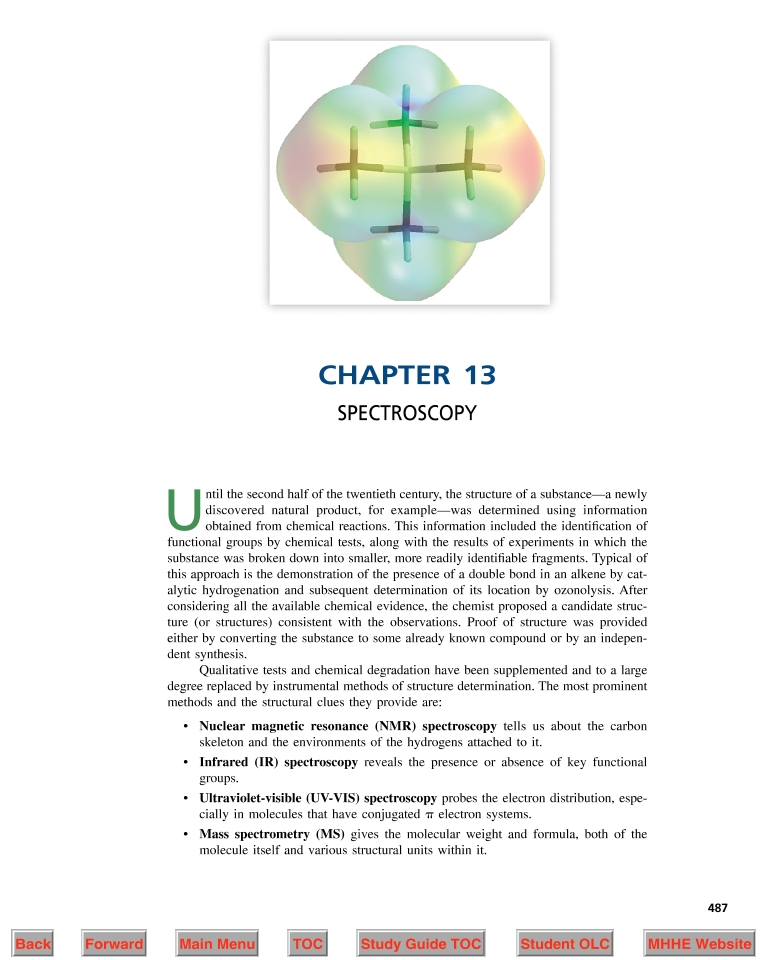 CHAPTER 13
SPECTROSCOPY
Until the second half of the twentieth century, the structure of a substance—a newly
discovered natural product, for example—was determined using information
obtained from chemical reactions. This information included the identification of
functional groups by chemical tests, along with the results of experiments in which the
substance was broken down into smaller, more readily identifiable fragments. Typical of
this approach is the demonstration of the presence of a double bond in an alkene by cat-
alytic hydrogenation and subsequent determination of its location by ozonolysis. After
considering all the available chemical evidence, the chemist proposed a candidate struc-
ture (or structures) consistent with the observations. Proof of structure was provided
either by converting the substance to some already known compound or by an indepen-
dent synthesis.
Qualitative tests and chemical degradation have been supplemented and to a large
degree replaced by instrumental methods of structure determination. The most prominent
methods and the structural clues they provide are:
• Nuclear magnetic resonance (NMR) spectroscopy tells us about the carbon
skeleton and the environments of the hydrogens attached to it.
• Infrared (IR) spectroscopy reveals the presence or absence of key functional
groups.
• Ultraviolet-visible (UV-VIS) spectroscopy probes the electron distribution, espe-
cially in molecules that have conjugated π electron systems.
• Mass spectrometry (MS) gives the molecular weight and formula, both of the
molecule itself and various structural units within it.
487
Back Forward Main Menu TOC Study Guide TOC Student OLC MHHE Website